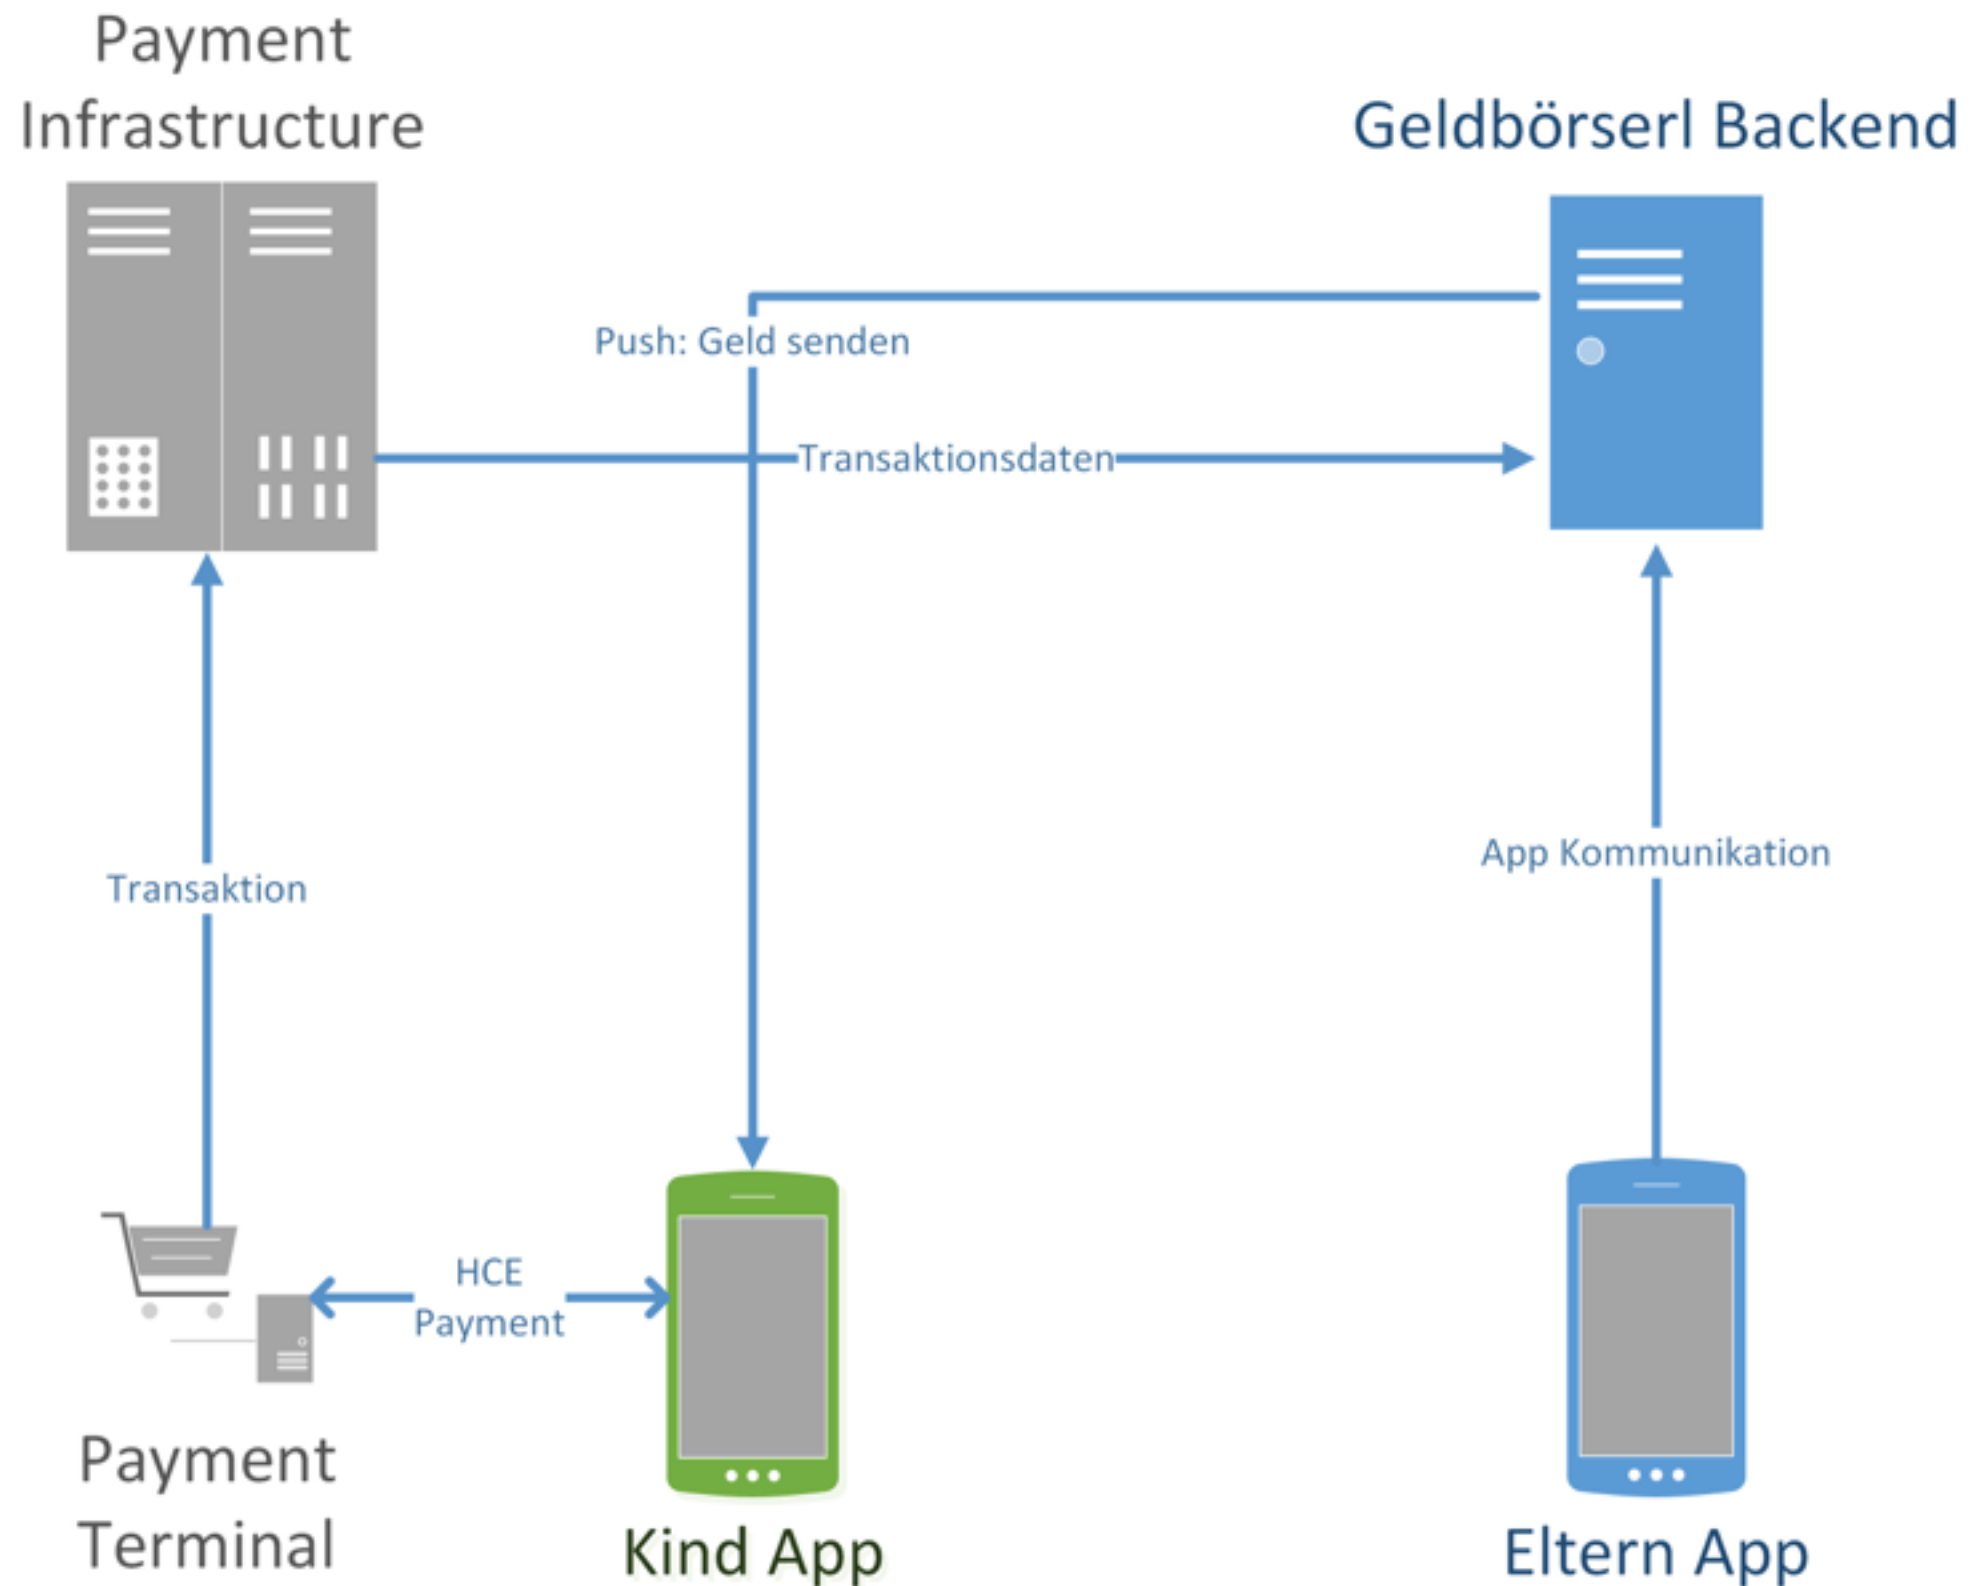 Payment
Infrastructure
Geldbörserl Backend
Push: Geld senden
Transaktionsdaten
Transaktion
App Kommunikation
HCE
Payment
Payment
Terminal
Kind App
Eltern App